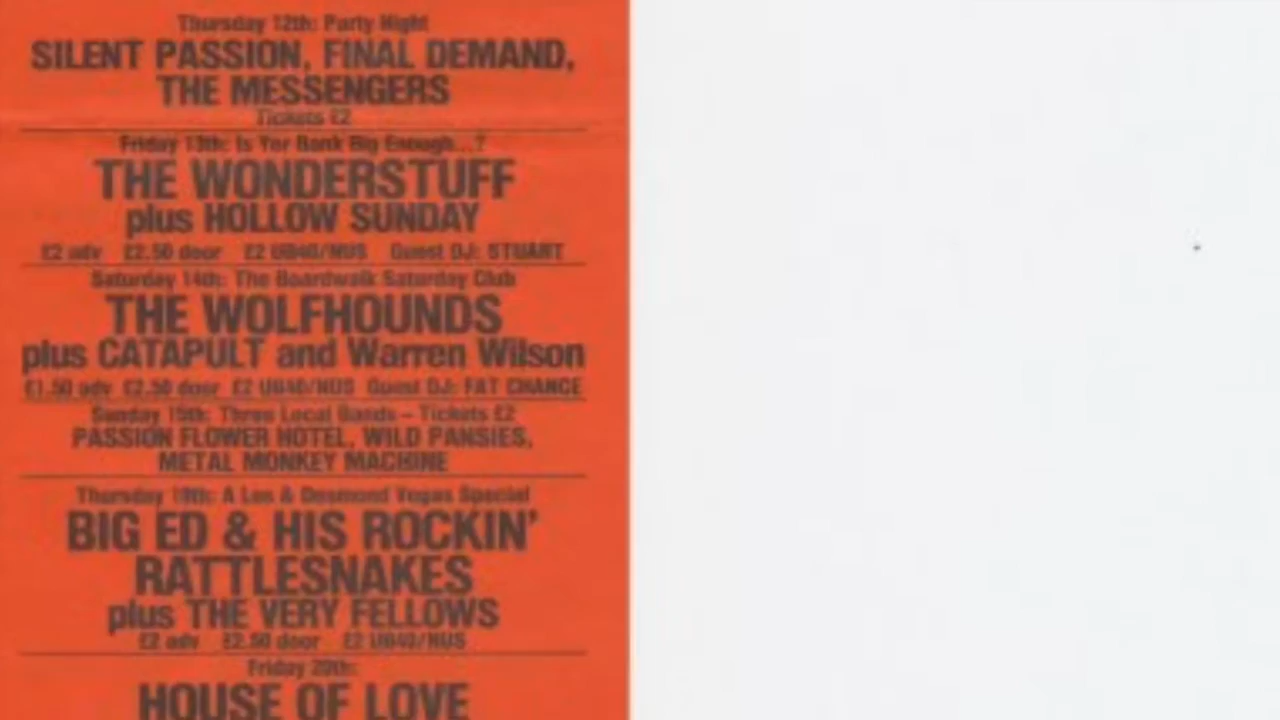 Thursday 12th: Party Night
SILENT PASSION, FINAL DEMAND,
THE MESSENGERS
Tickets £2
Friday 13th: Is Yer Bonk Big Enough...?
THE WONDERSTUFF
plus HOLLOW SUNDAY
£2 adv £2.50 door £2 UB40/NUS Guest DJ: STUART
Saturday 14th: The Boardwalk Saturday Club
THE WOLFHOUNDS
plus CATAPULT and Warren Wilson
£1.50 adv £2.50 door £2 UB40/NUS Guest DJ: FAT CHANCE
Sunday 15th: Three Local Bands – Tickets £2
PASSION FLOWER HOTEL, WILD PANSIES,
METAL MONKEY MACHINE
Thursday 19th: A Les & Desmond Vegas Special
BIG ED & HIS ROCKIN'
RATTLESNAKES
plus THE VERY FELLOWS
£2 adv £2.50 door £2 UB40/NUS
Friday 20th:
HOUSE OF LOVE